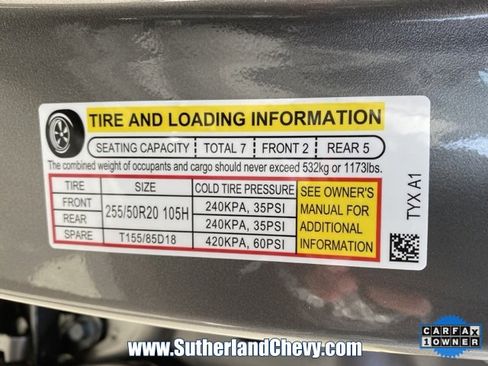 TIRE AND LOADING INFORMATION
SEATING CAPACITY TOTAL 7 FRONT 2 REAR 5
The combined weight of occupants and cargo should never exceed 532kg or 1173lbs.
TIRE SIZE COLD TIRE PRESSURE SEE OWNER'S MANUAL FOR ADDITIONAL INFORMATION
FRONT 255/50R20 105H 240KPA, 35PSI
REAR 240KPA, 35PSI
SPARE T155/85D18 420KPA, 60PSI
TYX A1
www.SutherlandChevy.com
CARFAX
1 OWNER